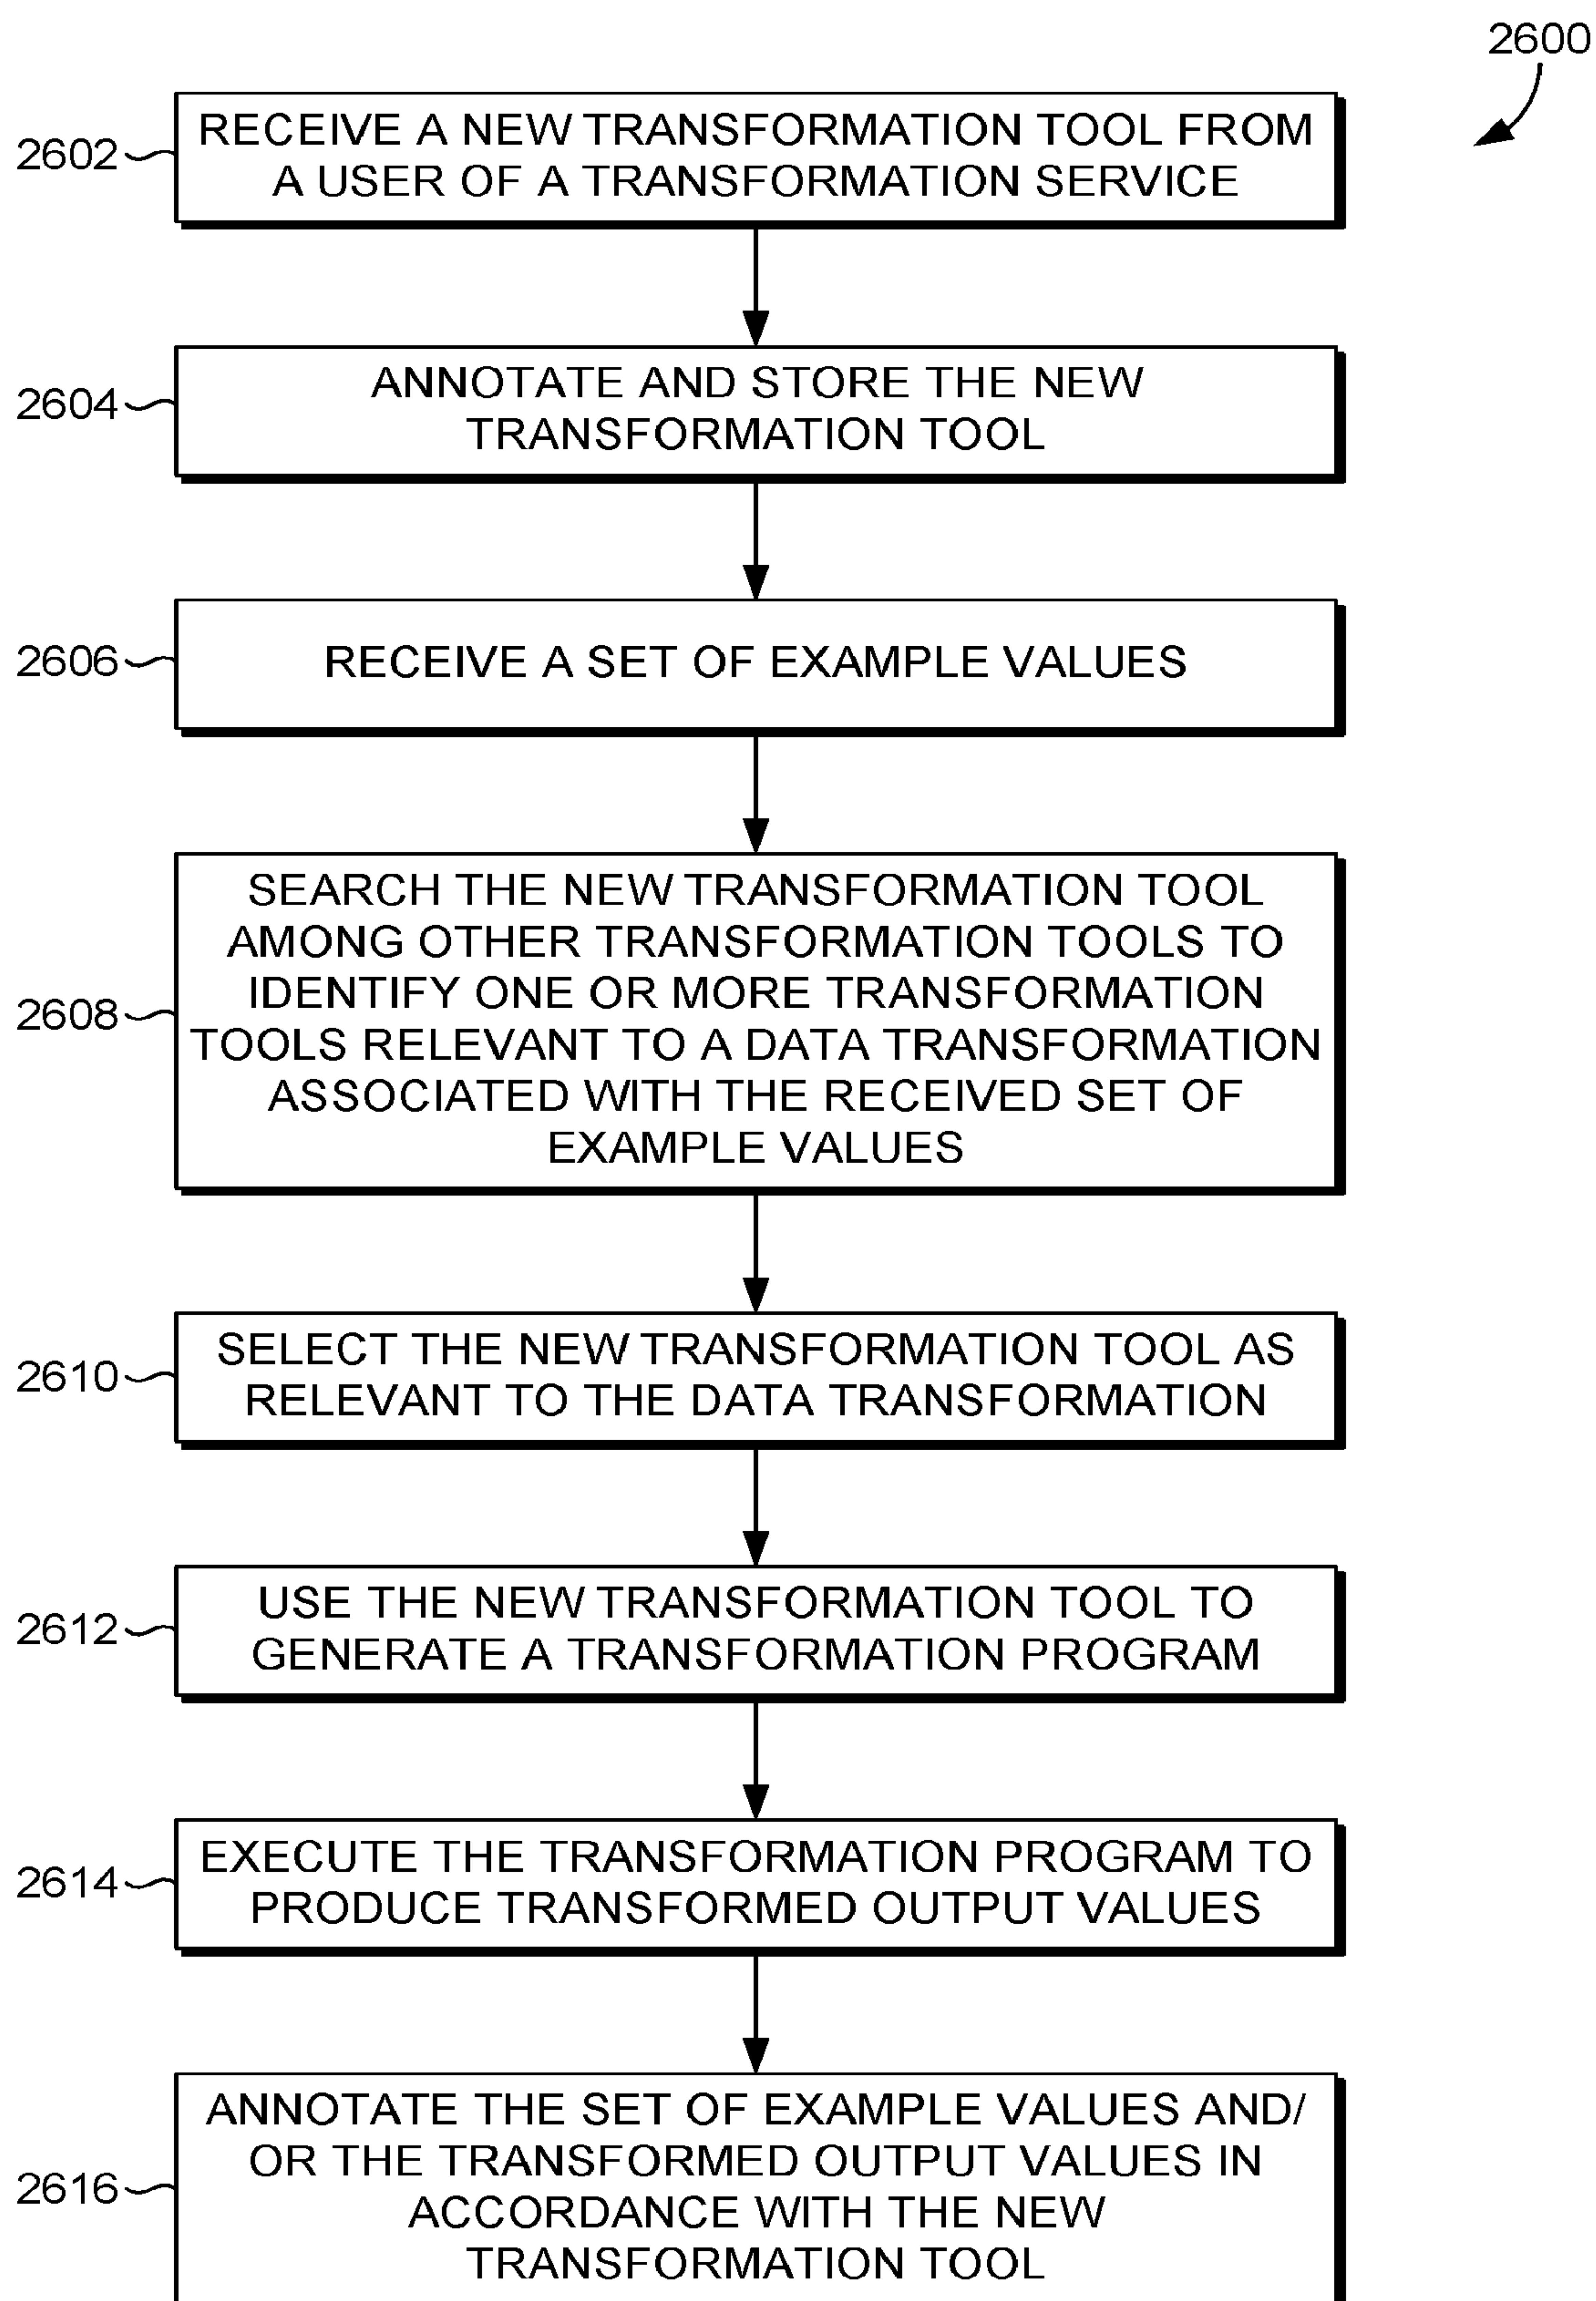 2600
2602
RECEIVE A NEW TRANSFORMATION TOOL FROM
A USER OF A TRANSFORMATION SERVICE
2604
ANNOTATE AND STORE THE NEW
TRANSFORMATION TOOL
2606
RECEIVE A SET OF EXAMPLE VALUES
2608
SEARCH THE NEW TRANSFORMATION TOOL
AMONG OTHER TRANSFORMATION TOOLS TO
IDENTIFY ONE OR MORE TRANSFORMATION
TOOLS RELEVANT TO A DATA TRANSFORMATION
ASSOCIATED WITH THE RECEIVED SET OF
EXAMPLE VALUES
2610
SELECT THE NEW TRANSFORMATION TOOL AS
RELEVANT TO THE DATA TRANSFORMATION
2612
USE THE NEW TRANSFORMATION TOOL TO
GENERATE A TRANSFORMATION PROGRAM
2614
EXECUTE THE TRANSFORMATION PROGRAM TO
PRODUCE TRANSFORMED OUTPUT VALUES
2616
ANNOTATE THE SET OF EXAMPLE VALUES AND/
OR THE TRANSFORMED OUTPUT VALUES IN
ACCORDANCE WITH THE NEW
TRANSFORMATION TOOL